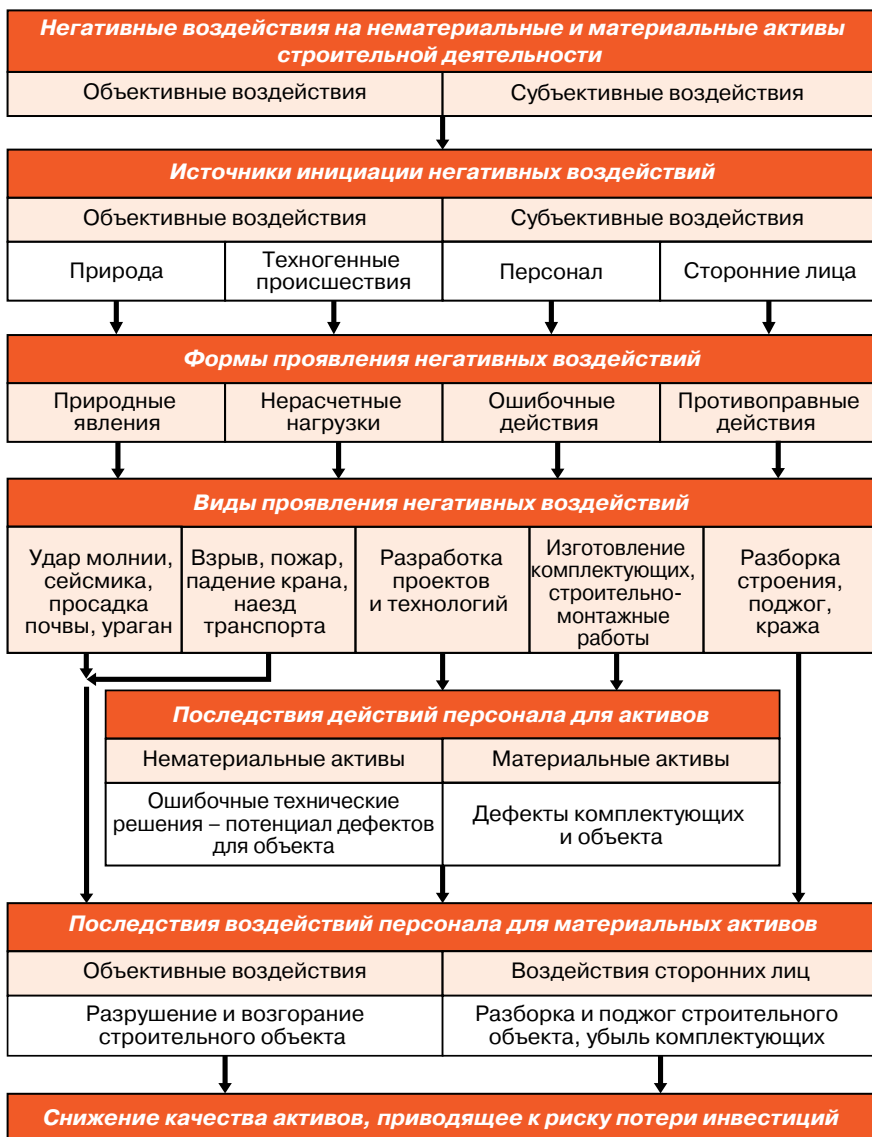 Негативные воздействия на нематериальные и материальные активы
строительной деятельности
Объективные воздействия
Субъективные воздействия
Источники инициации негативных воздействий
Объективные воздействия
Субъективные воздействия
Природа
Техногенные
происшествия
Персонал
Сторонние лица
Формы проявления негативных воздействий
Природные
явления
Нерасчетные
нагрузки
Ошибочные
действия
Противоправные
действия
Виды проявления негативных воздействий
Удар молнии,
сейсмика,
просадка
почвы, ураган
Взрыв, пожар,
падение крана,
наезд
транспорта
Разработка
проектов
и технологий
Изготовление
комплектующих,
строительно-
монтажные
работы
Разборка
строения,
поджог,
кража
Последствия действий персонала для активов
Нематериальные активы
Материальные активы
Ошибочные технические
решения – потенциал дефектов
для объекта
Дефекты комплектующих
и объекта
Последствия воздействий персонала для материальных активов
Объективные воздействия
Воздействия сторонних лиц
Разрушение и возгорание
строительного объекта
Разборка и поджог строительного
объекта, убыль комплектующих
Снижение качества активов, приводящее к риску потери инвестиций